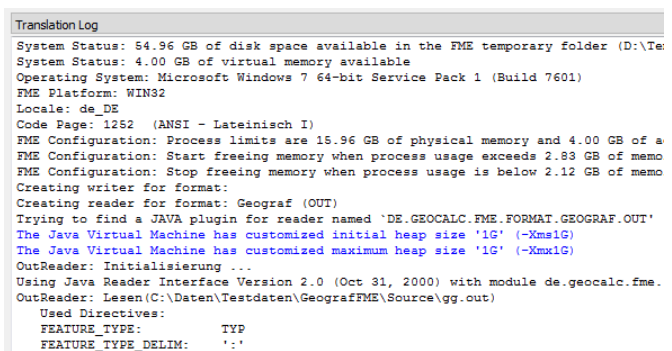 Translation Log
System Status: 54.96 GB of disk space available in the FME temporary folder (D:\Te
System Status: 4.00 GB of virtual memory available
Operating System: Microsoft Windows 7 64-bit Service Pack 1 (Build 7601)
FME Platform: WIN32
Locale: de_DE
Code Page: 1252  (ANSI - Lateinisch I)
FME Configuration: Process limits are 15.96 GB of physical memory and 4.00 GB of a
FME Configuration: Start freeing memory when process usage exceeds 2.83 GB of memo
FME Configuration: Stop freeing memory when process usage is below 2.12 GB of memo
Creating writer for format:
Creating reader for format: Geograf (OUT)
Trying to find a JAVA plugin for reader named `DE.GEOCALC.FME.FORMAT.GEOGRAF.OUT'
The Java Virtual Machine has customized initial heap size '1G' (-Xms1G)
The Java Virtual Machine has customized maximum heap size '1G' (-Xmx1G)
OutReader: Initialisierung ...
Using Java Reader Interface Version 2.0 (Oct 31, 2000) with module de.geocalc.fme.
OutReader: Lesen(C:\Daten\Testdaten\GeografFME\Source\gg.out)
Used Directives:
FEATURE_TYPE: TYP
FEATURE_TYPE_DELIM: ':'